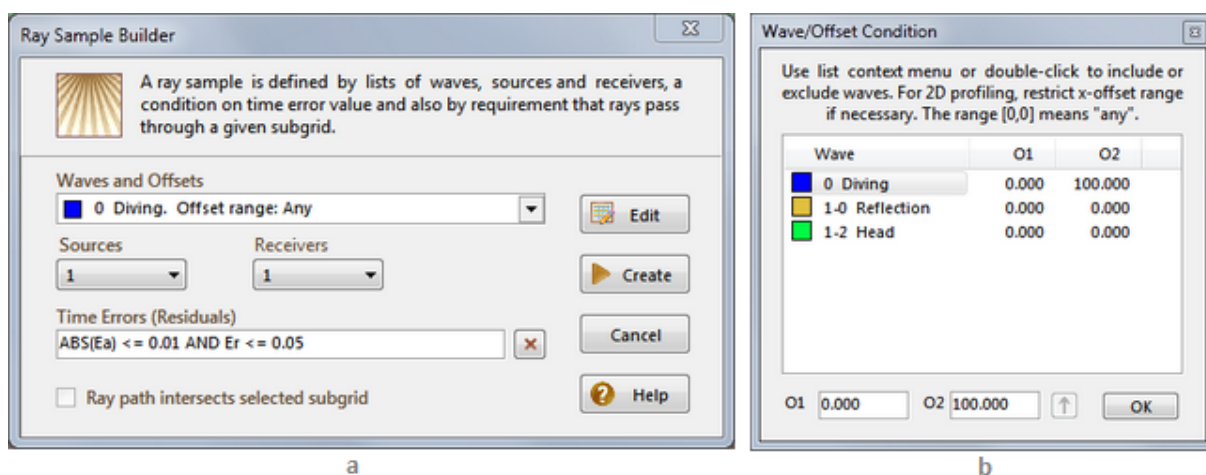 Ray Sample Builder
A ray sample is defined by lists of waves, sources and receivers, a
condition on time error value and also by requirement that rays pass
through a given subgrid.
Waves and Offsets
0 Diving. Offset range: Any
Edit
Sources
Receivers
1
1
Create
Time Errors (Residuals)
ABS(Ea) <= 0.01 AND Er <= 0.05
Cancel
Ray path intersects selected subgrid
Help
a
Wave/Offset Condition
Use list context menu or double-click to include or
exclude waves. For 2D profiling, restrict x-offset range
if necessary. The range [0,0] means "any".
Wave O1 O2
0 Diving 0.000 100.000
1-0 Reflection 0.000 0.000
1-2 Head 0.000 0.000
O1 0.000 O2 100.000 OK
b